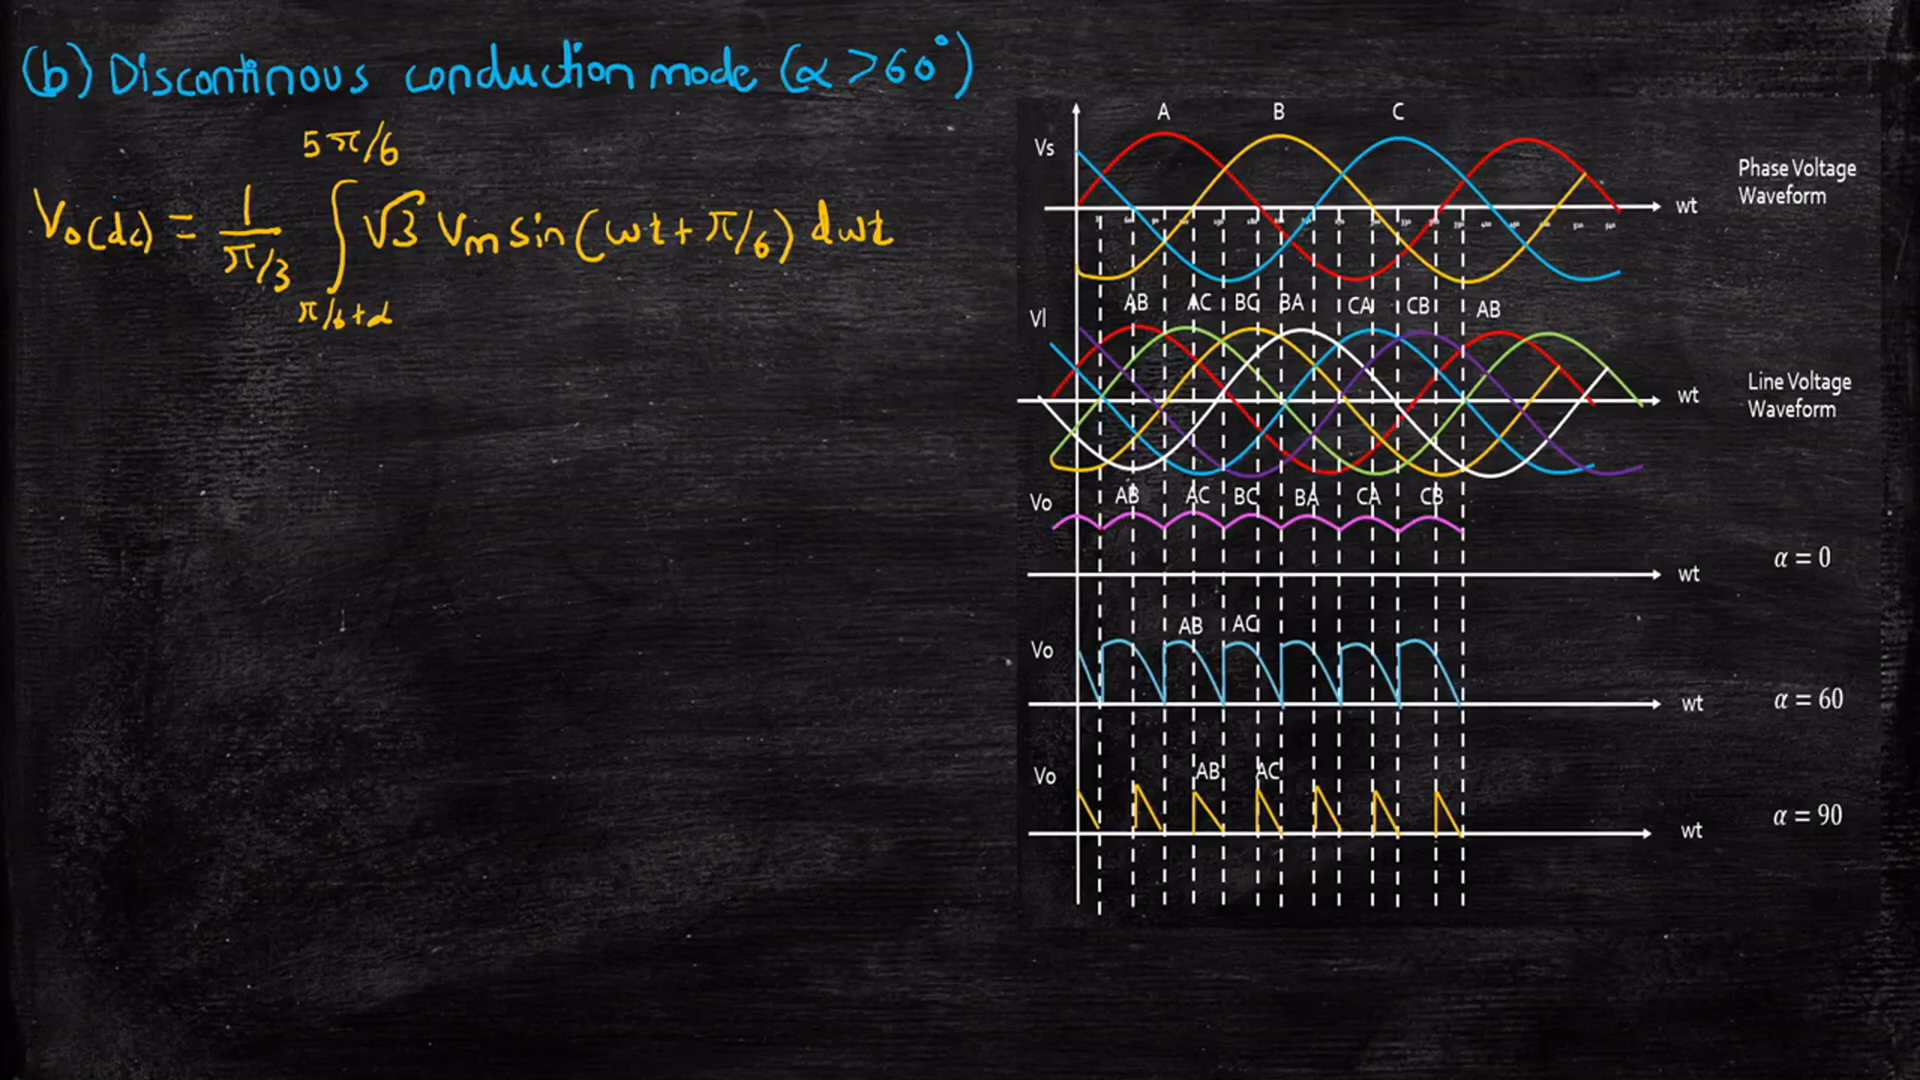 (b) Discontinous conduction mode (α >60°)
5π/6
Vo(dc) = 1/π/3 ∫ √3 Vm sin(wt + π/6) dwt
π/6+α
A B C
Vs
Phase Voltage
Waveform
wt
AB AC BC BA CA CB AB
Vl
Line Voltage
Waveform
wt
AB AC BC BA CA CB
Vo
α = 0
wt
AB AC
Vo
α = 60
wt
AB AC
Vo
α = 90
wt